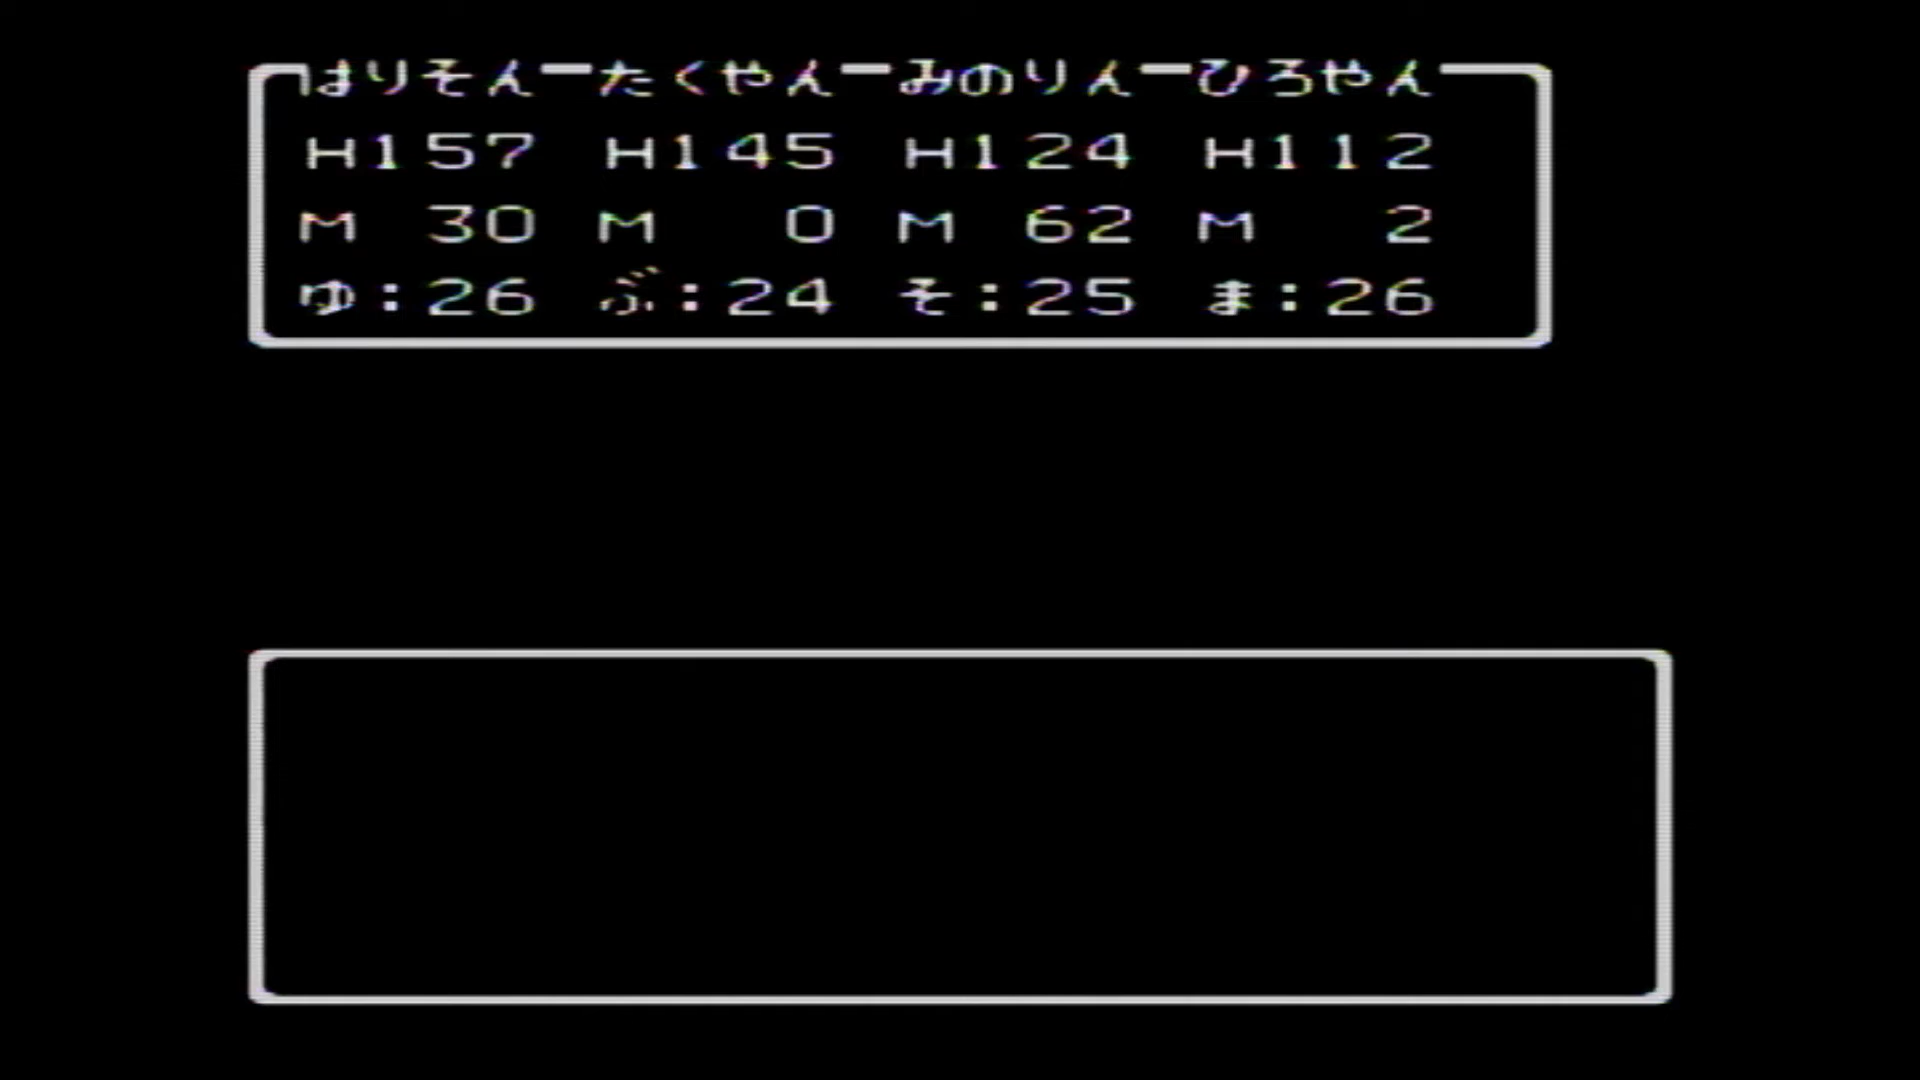 はりそん たくやん みのりん ひろやん
H157 H145 H124 H112
M 30 M 0 M 62 M 2
ゆ:26 ぶ:24 そ:25 ま:26